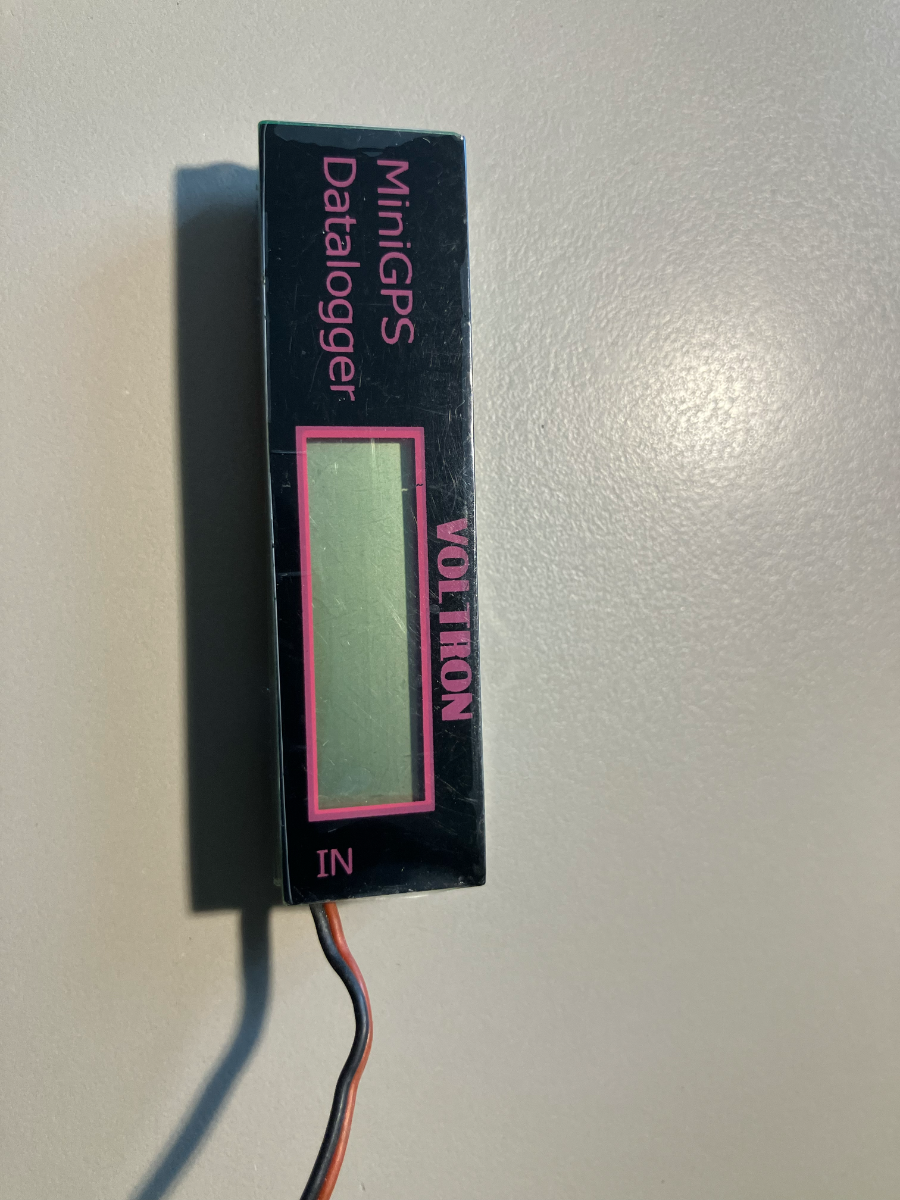 MiniGPS
Datalogger
VOLTRON
IN